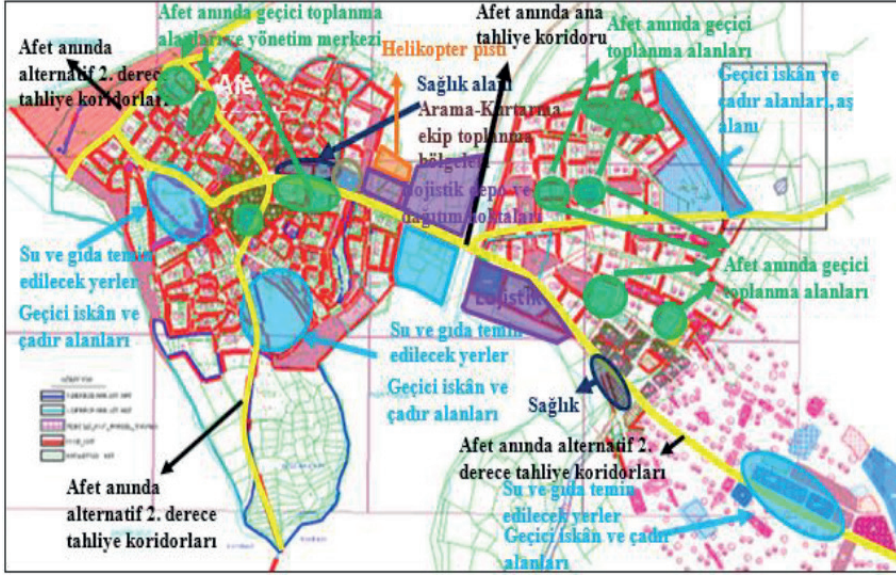 Afet anında geçici toplanma
alanları ve yönetim merkezi
Afet anında
alternatif 2. derece
tahliye koridorları
Afe
Helikopter pisti
Afet anında ana
tahliye koridoru
Afet anında geçici
toplanma alanları
Sağlık alanı
Arama-Kurtarma
ekip toplanma
bölgeleri
Lojistik depo ve
dağıtım noktaları
Geçici iskân ve
çadır alanları, aş
alanı
Su ve gıda temin
edilecek yerler
Geçici iskân ve
çadır alanları
Lojistik
Afet anında geçici
toplanma alanları
Su ve gıda temin
edilecek yerler
Geçici iskân ve
çadır alanları
Sağlık
Afet anında alternatif 2.
derece tahliye koridorları
Afet anında
alternatif 2. derece
tahliye koridorları
Su ve gıda temin
edilecek yerler
Geçici iskân ve çadır
alanları